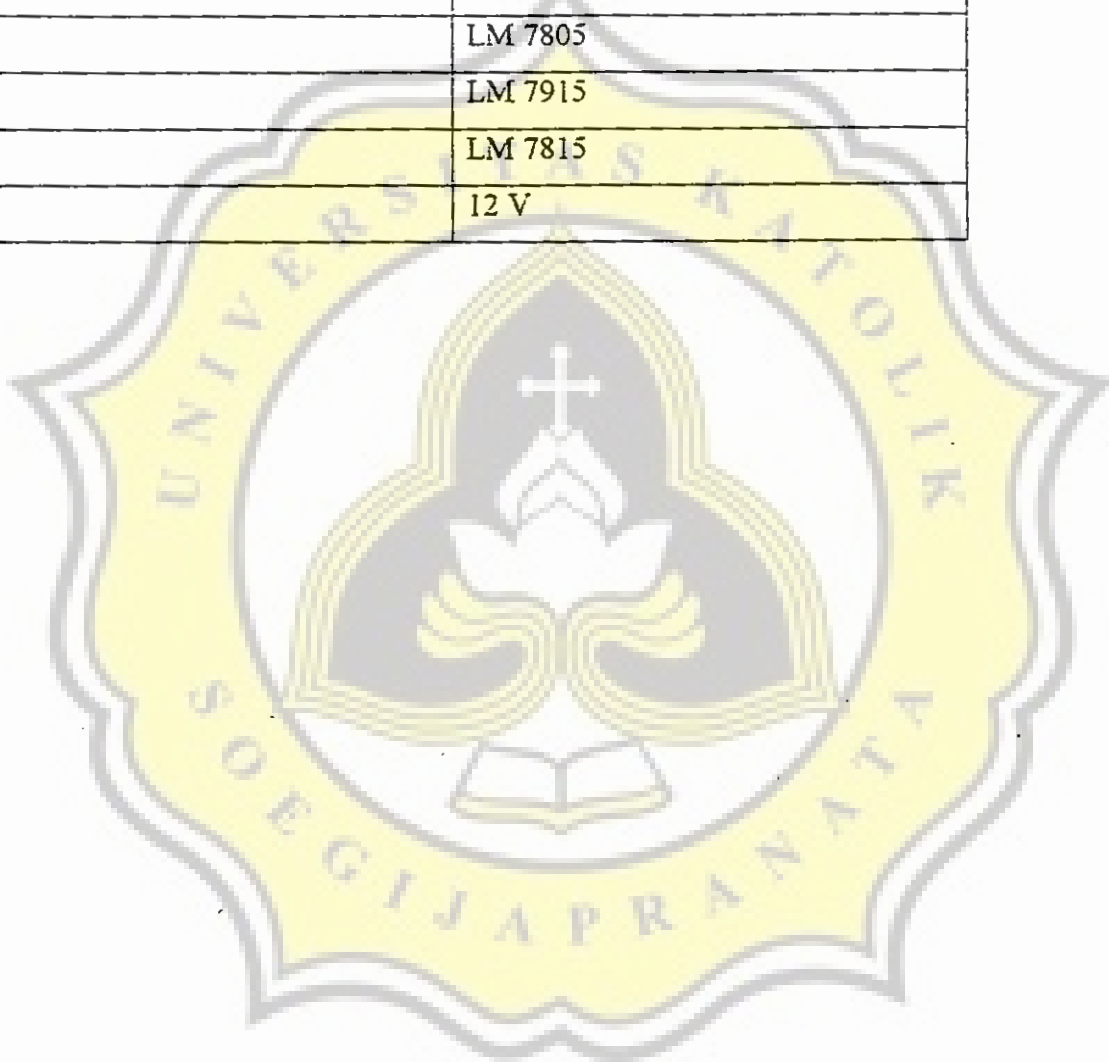 LM 7805
LM 7915
LM 7815
12 V
UNIVERSITAS KATOLIK
SOEGIJAPRANATA